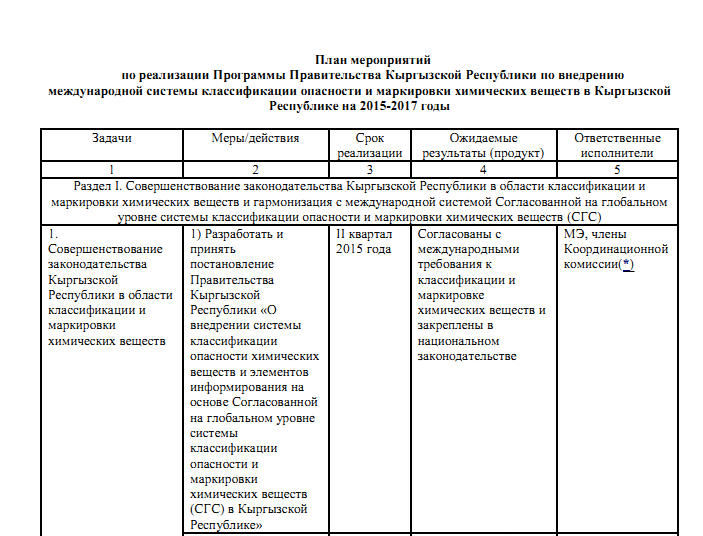 План мероприятий
по реализации Программы Правительства Кыргызской Республики по внедрению
международной системы классификации опасности и маркировки химических веществ в Кыргызской
Республике на 2015-2017 годы
Задачи
Меры/действия
Срок
реализации
Ожидаемые
результаты (продукт)
Ответственные
исполнители
1
2
3
4
5
Раздел I. Совершенствование законодательства Кыргызской Республики в области классификации и
маркировки химических веществ и гармонизация с международной системой Согласованной на глобальном
уровне системы классификации опасности и маркировки химических веществ (СГС)
1.
Совершенствование
законодательства
Кыргызской
Республики в области
классификации и
маркировки
химических веществ
1) Разработать и
принять
постановление
Правительства
Кыргызской
Республики «О
внедрении системы
классификации
опасности химических
веществ и элементов
информирования на
основе Согласованной
на глобальном уровне
системы
классификации
опасности и
маркировки
химических веществ
(СГС) в Кыргызской
Республике»
II квартал
2015 года
Согласованы с
международными
требования к
классификации и
маркировке
химических веществ и
закреплены в
национальном
законодательстве
МЭ, члены
Координационной
комиссии(*)